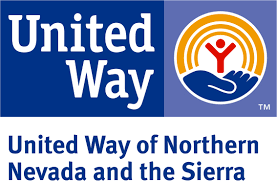 United
Way
TM
United Way of Northern
Nevada and the Sierra